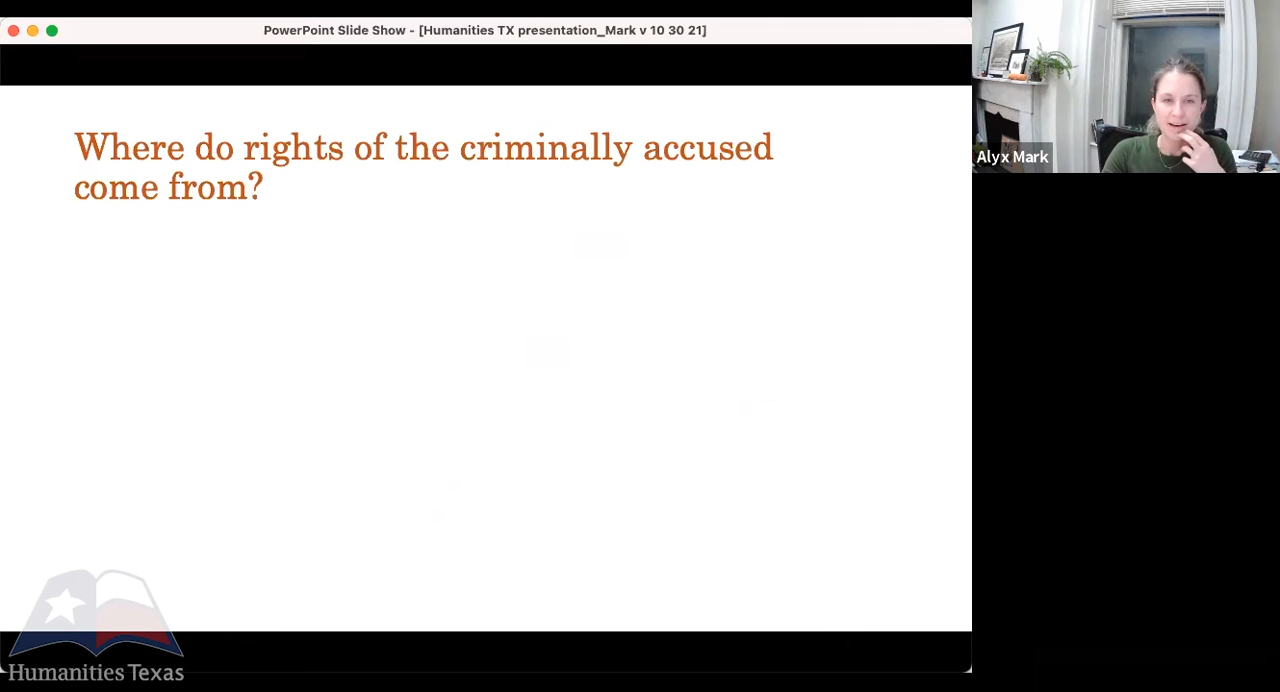 PowerPoint Slide Show - [Humanities TX presentation_Mark v 10 30 21]
Where do rights of the criminally accused
come from?
Alyx Mark
Humanities Texas